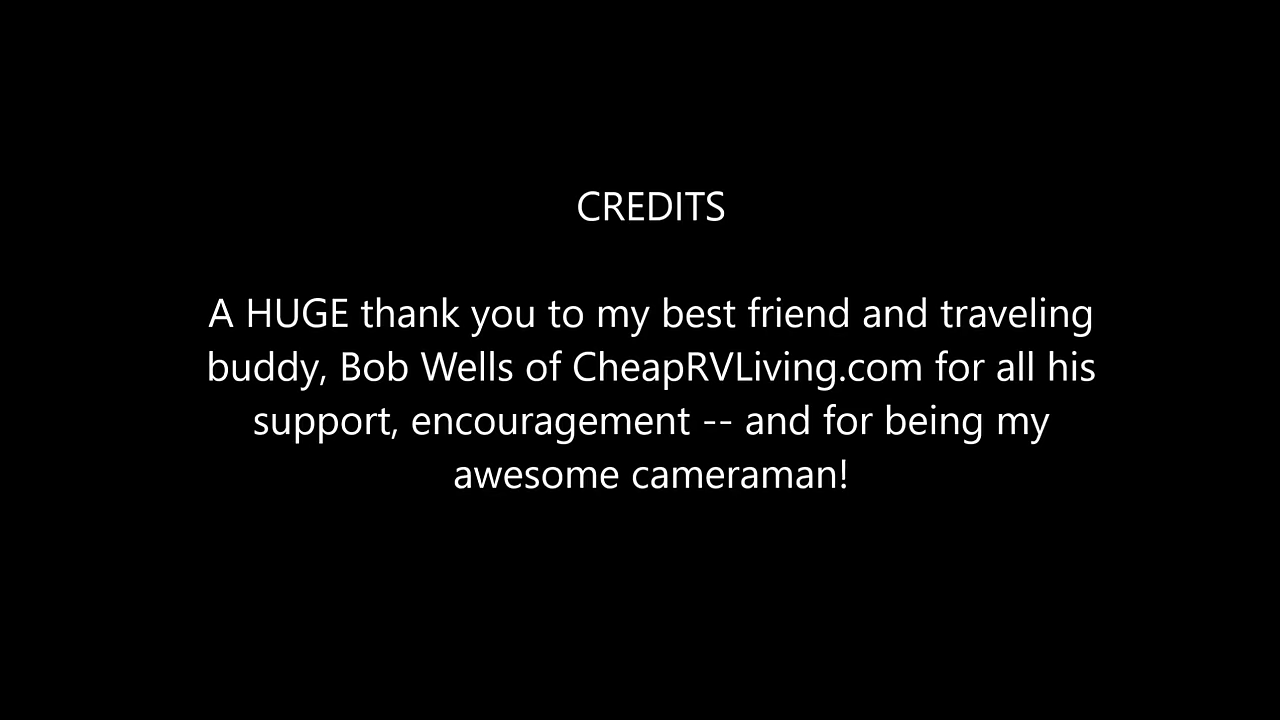 CREDITS
A HUGE thank you to my best friend and traveling
buddy, Bob Wells of CheapRVLiving.com for all his
support, encouragement -- and for being my
awesome cameraman!